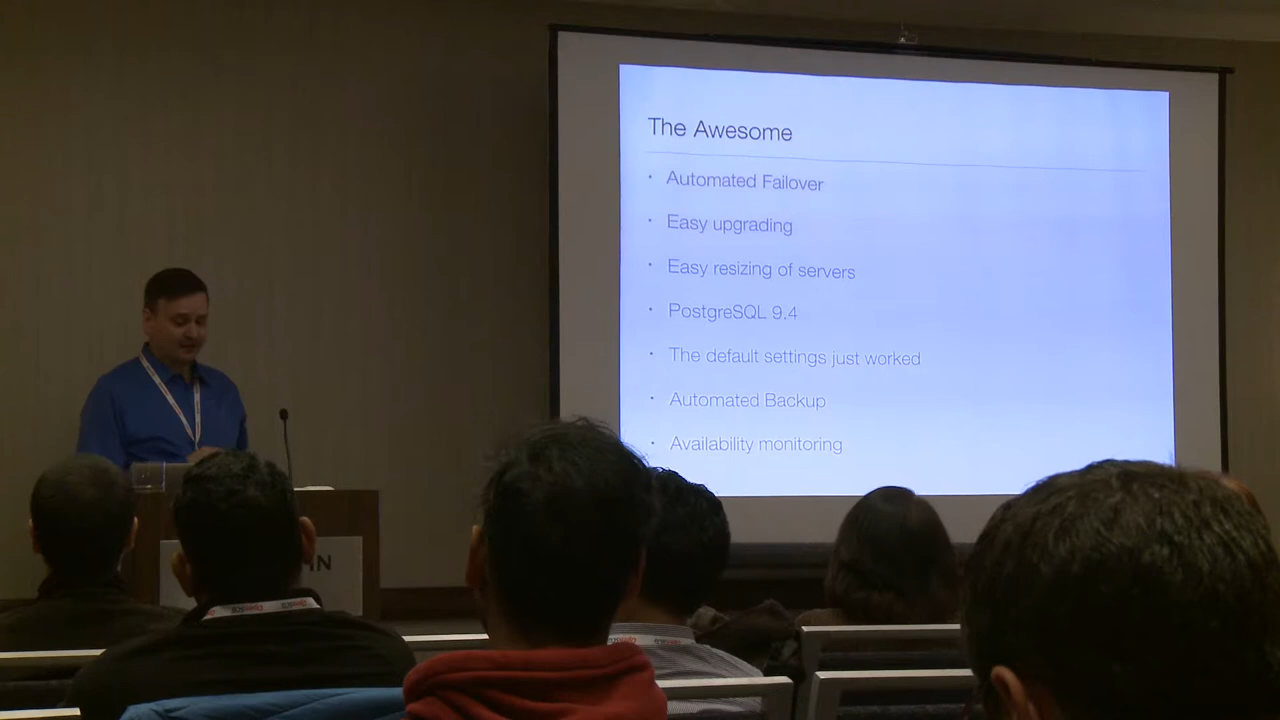 The Awesome
• Automated Failover
• Easy upgrading
• Easy resizing of servers
• PostgreSQL 9.4
• The default settings just worked
• Automated Backup
• Availability monitoring